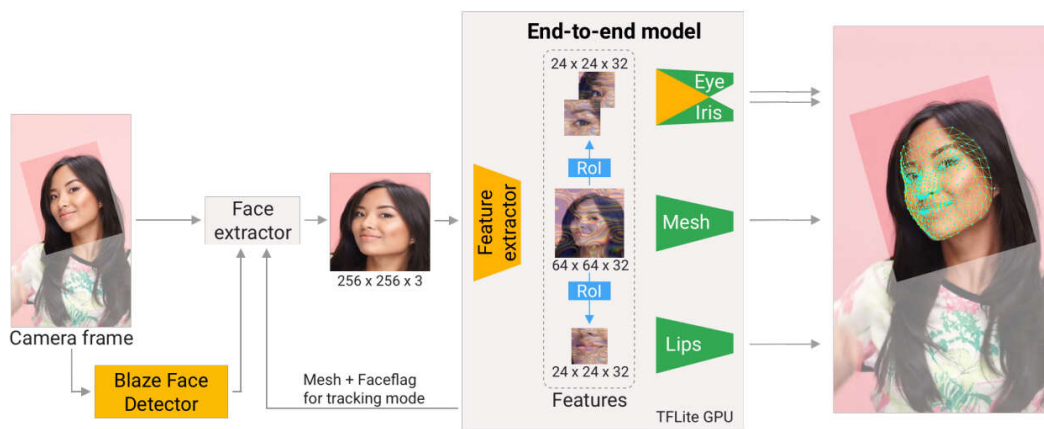 End-to-end model
24 x 24 x 32
Eye
Iris
RoI
Face
extractor
256 x 256 x 3
Feature
extractor
Mesh
64 x 64 x 32
RoI
Camera frame
Lips
24 x 24 x 32
Blaze Face
Detector
Mesh + Faceflag
for tracking mode
Features
TFLite GPU